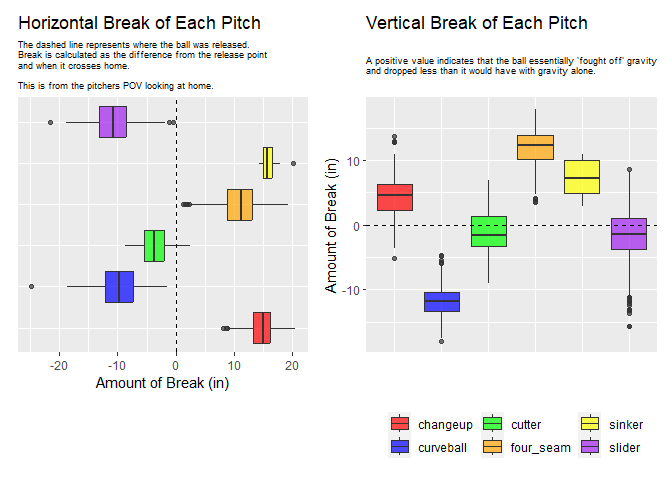 Horizontal Break of Each Pitch
The dashed line represents where the ball was released.
Break is calculated as the difference from the release point
and when it crosses home.
This is from the pitchers POV looking at home.
-20 -10 0 10 20
Amount of Break (in)
Vertical Break of Each Pitch
A positive value indicates that the ball essentially `fought off` gravity
and dropped less than it would have with gravity alone.
Amount of Break (in)
10
0
-10
changeup cutter sinker
curveball four_seam slider